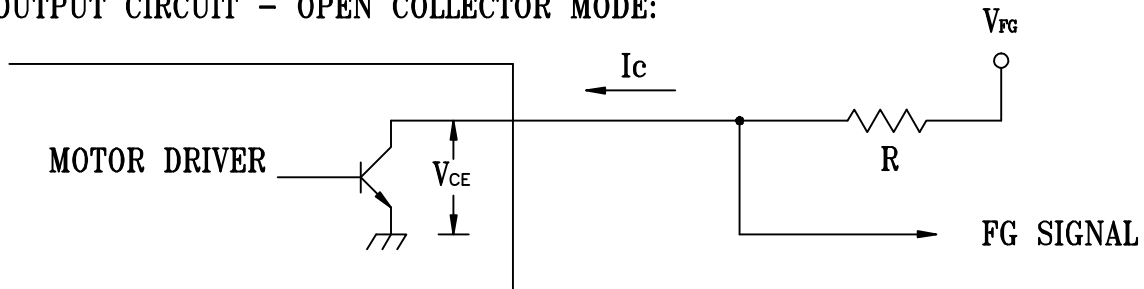 OUTPUT CIRCUIT - OPEN COLLECTOR MODE:
VFG
Ic
MOTOR DRIVER
VCE
R
FG SIGNAL